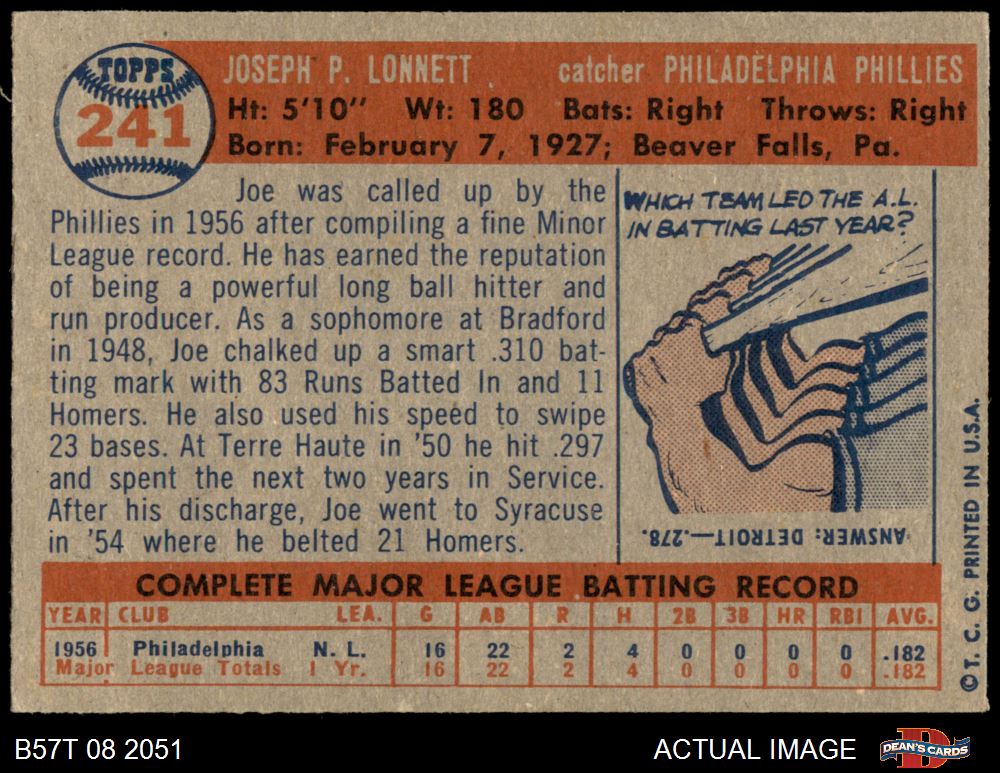 TOPPS
241
JOSEPH P. LONNETT catcher PHILADELPHIA PHILLIES
Ht: 5'10" Wt: 180 Bats: Right Throws: Right
Born: February 7, 1927; Beaver Falls, Pa.
Joe was called up by the
Phillies in 1956 after compiling a fine Minor
League record. He has earned the reputation
of being a powerful long ball hitter and
run producer. As a sophomore at Bradford
in 1948, Joe chalked up a smart .310 bat-
ting mark with 83 Runs Batted In and 11
Homers. He also used his speed to swipe
23 bases. At Terre Haute in '50 he hit .297
and spent the next two years in Service.
After his discharge, Joe went to Syracuse
in '54 where he belted 21 Homers.
WHICH TEAM LED THE A.L.
IN BATTING LAST YEAR?
ANSWER: DETROIT—.278.
COMPLETE MAJOR LEAGUE BATTING RECORD
YEAR CLUB LEA. G AB R H 2B 3B HR RBI AVG.
1956 Philadelphia N. L. 16 22 2 4 0 0 0 0 .182
Major League Totals 1 Yr. 16 22 2 4 0 0 0 0 .182
©T. C. G. PRINTED IN U.S.A.
B57T 08 2051 ACTUAL IMAGE
DEAN'S CARDS